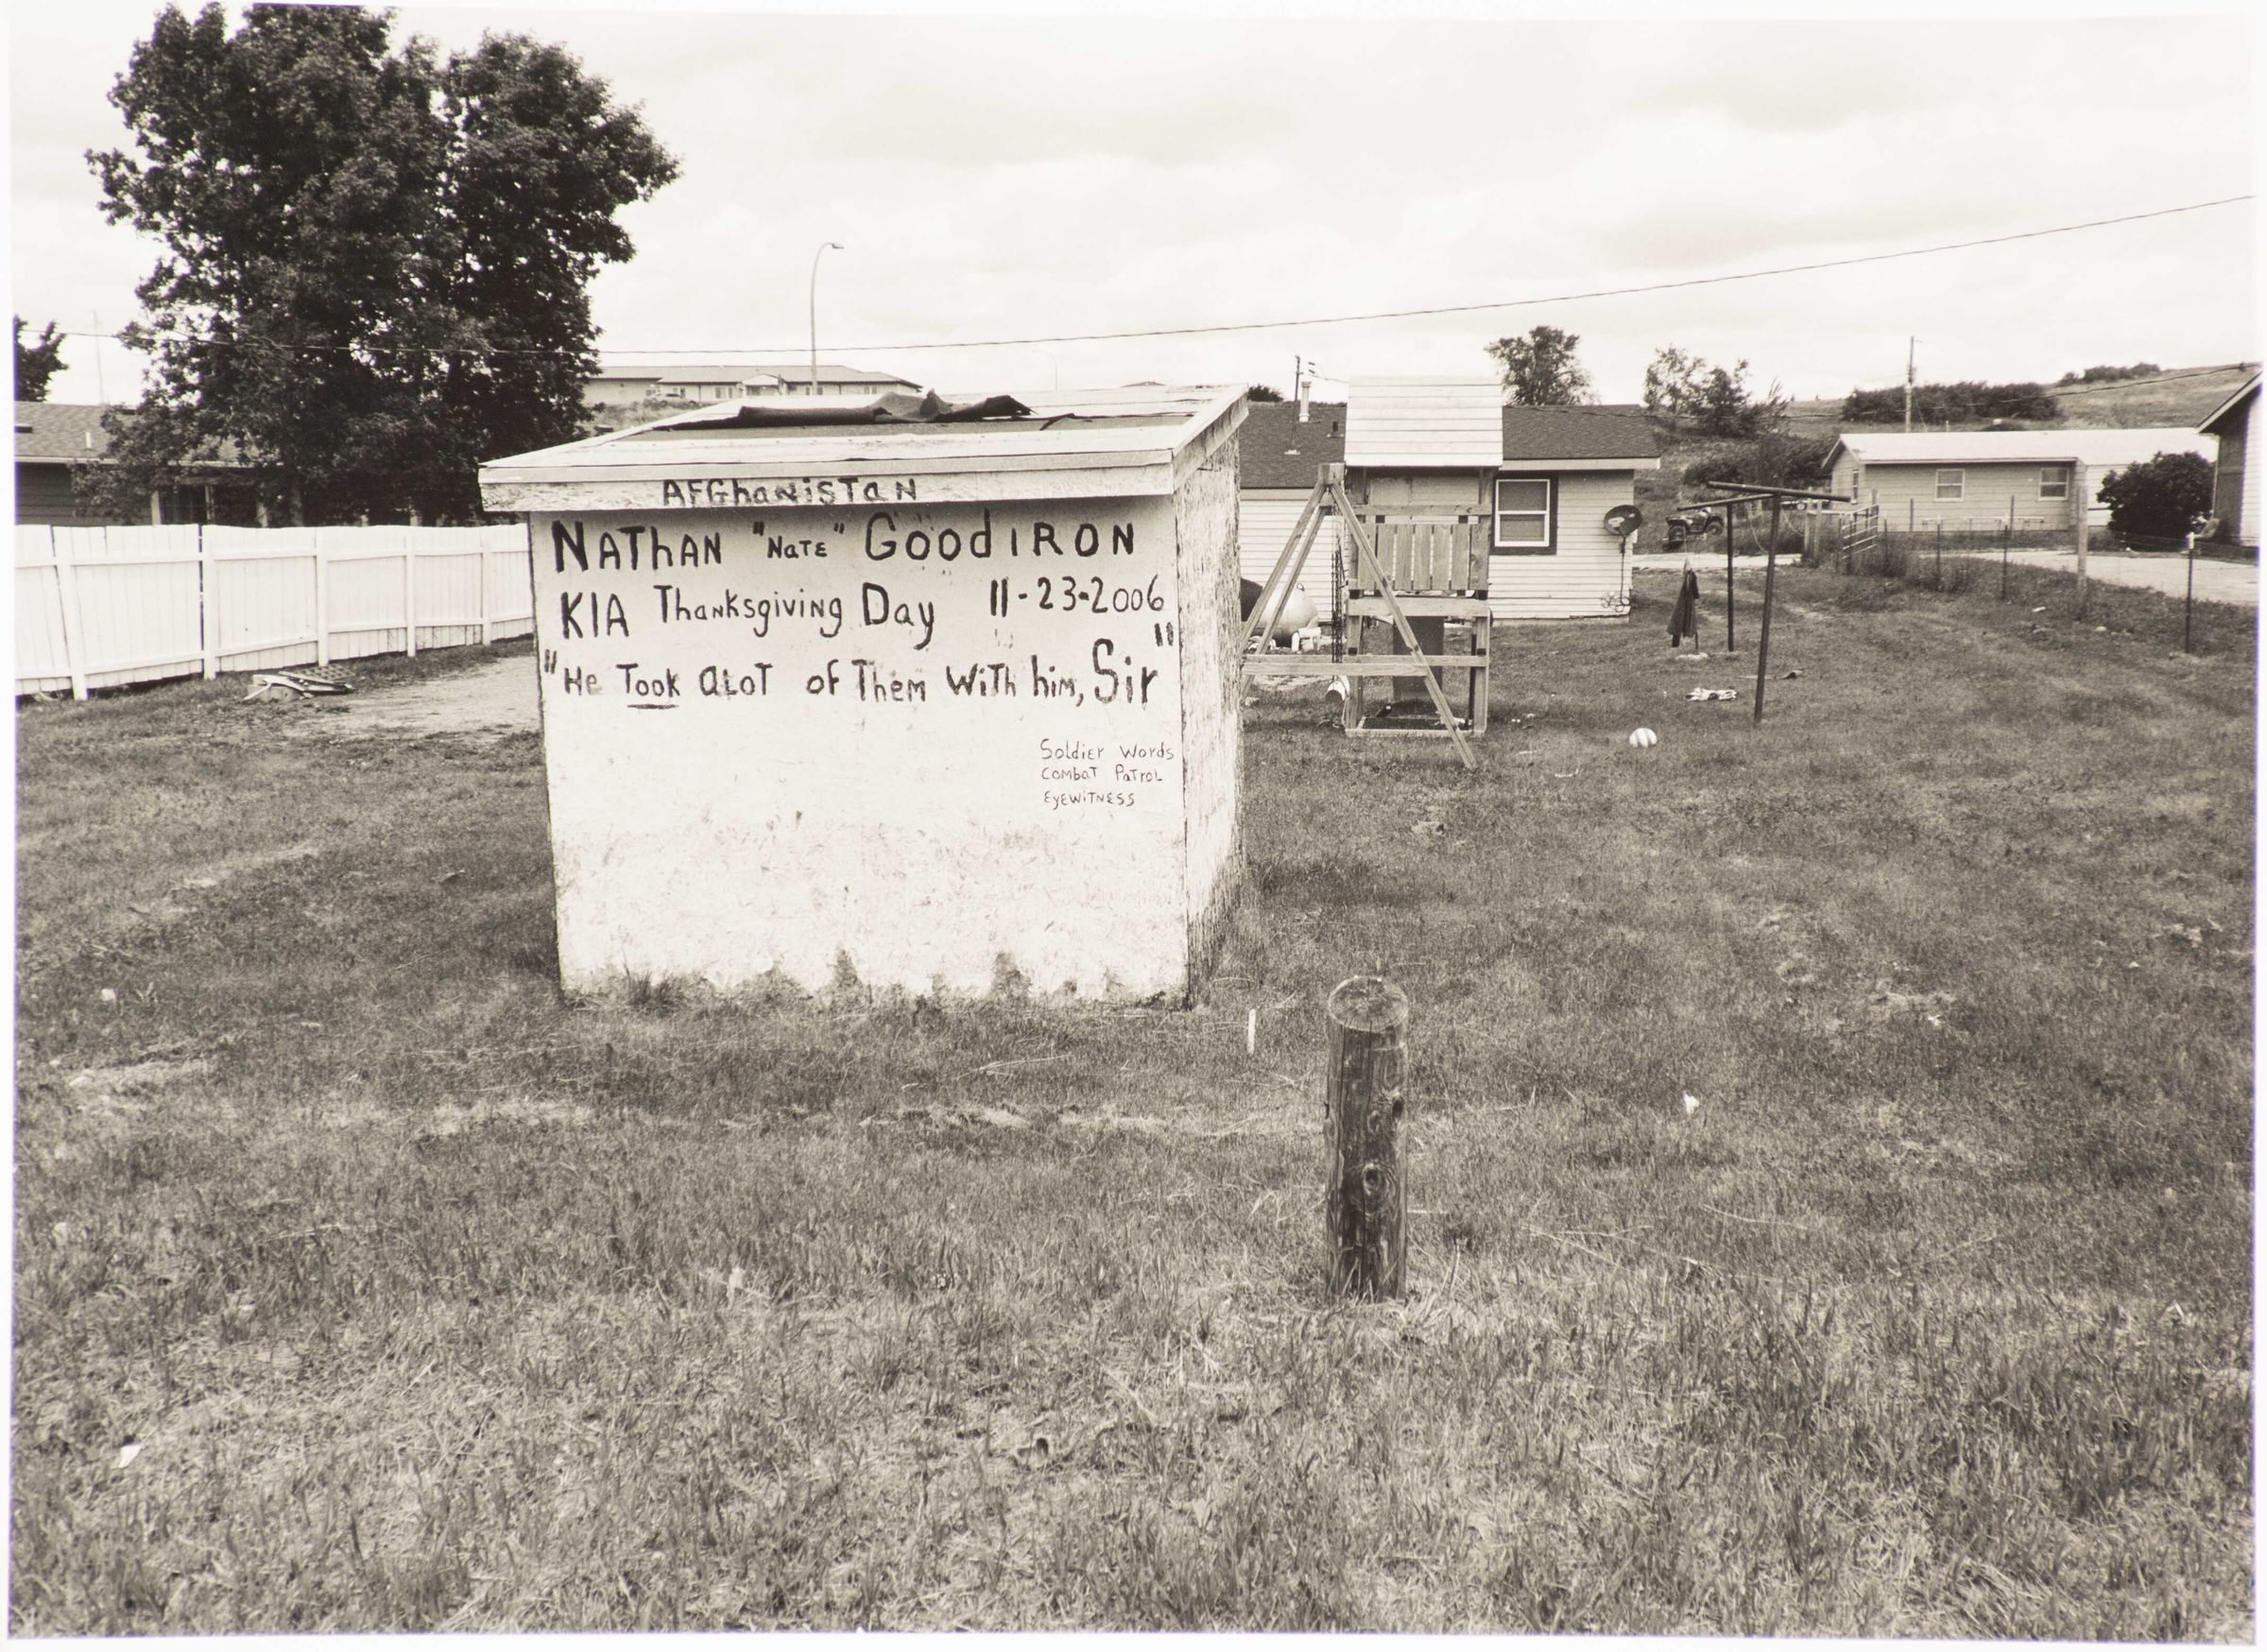 AFGhaNiSTaN
NAThAN "NaTE" GoodIRON
KIA Thanksgiving Day 11-23-2006
"He Took aLoT of Them WiTh him, Sir"
Soldier Words
COMBaT PaTROL
EyEWiTNESS